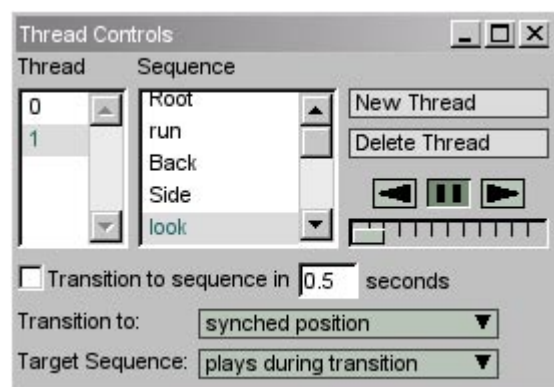 Thread Controls
Thread Sequence
0
1
Root
run
Back
Side
look
New Thread
Delete Thread
Transition to sequence in 0.5 seconds
Transition to: synched position
Target Sequence: plays during transition